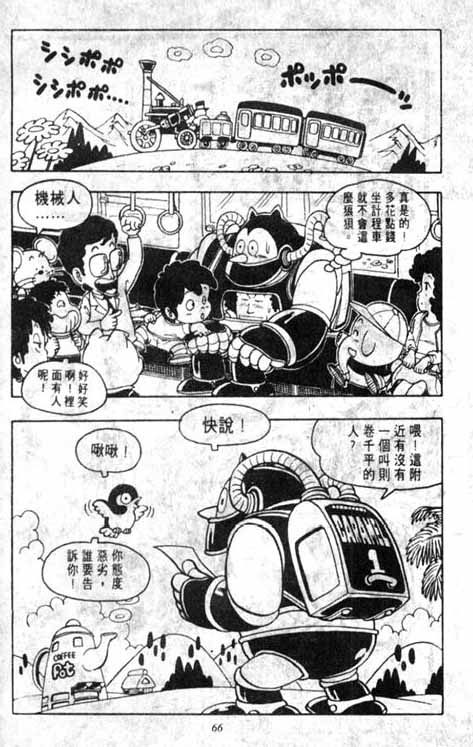 シシポポ
シシポポ‥‥
ポッポーーッ
真是的！
多花點錢
坐計程車
就不會這
麼狼狽。
機械人
……
好好笑
啊！裡
面有人
呢！
喂！這附
近有沒有
一個叫則
卷千平的
人？
快說！
啾啾！
你態度
惡劣，
誰要告
訴你！
1
COFFEE
Pot
66